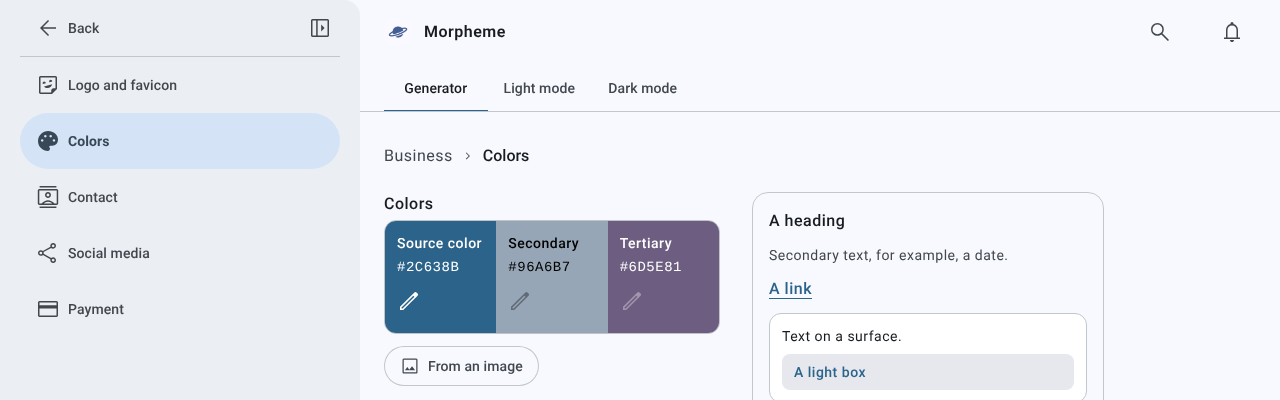 Back
Logo and favicon
Colors
Contact
Social media
Payment
Morpheme
Generator
Light mode
Dark mode
Business › Colors
Colors
Source color
#2C638B
Secondary
#96A6B7
Tertiary
#6D5E81
From an image
A heading
Secondary text, for example, a date.
A link
Text on a surface.
A light box